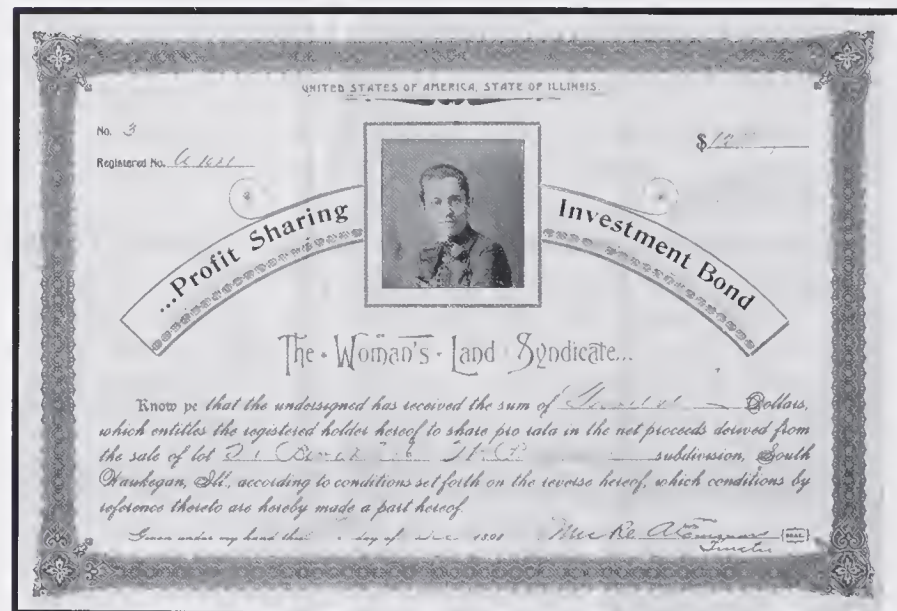 UNITED STATES OF AMERICA, STATE OF ILLINOIS.
No. 3
$
Registered No.
...Profit Sharing
Investment Bond
The Woman's Land Syndicate...
Know ye that the undersigned has received the sum of Dollars,
which entitles the registered holder hereof to share pro rata in the net proceeds derived from
the sale of lot subdivision, South
Waukegan, Ill., according to conditions set forth on the reverse hereof, which conditions by
reference thereto are hereby made a part hereof.
Given under my hand this day of
SEAL
Trustee